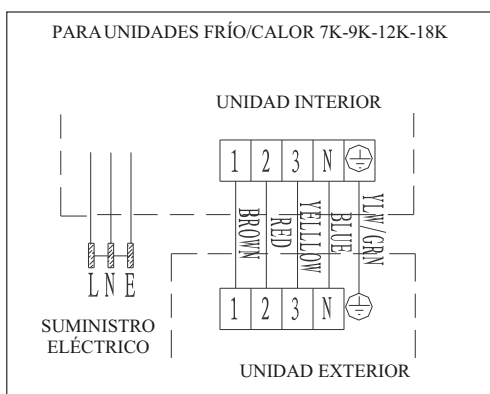 PARA UNIDADES FRÍO/CALOR 7K-9K-12K-18K
UNIDAD INTERIOR
1 2 3 N
BROWN
RED
YELLLOW
BLUE
YLW/GRN
L N E
1 2 3 N
SUMINISTRO
ELÉCTRICO
UNIDAD EXTERIOR